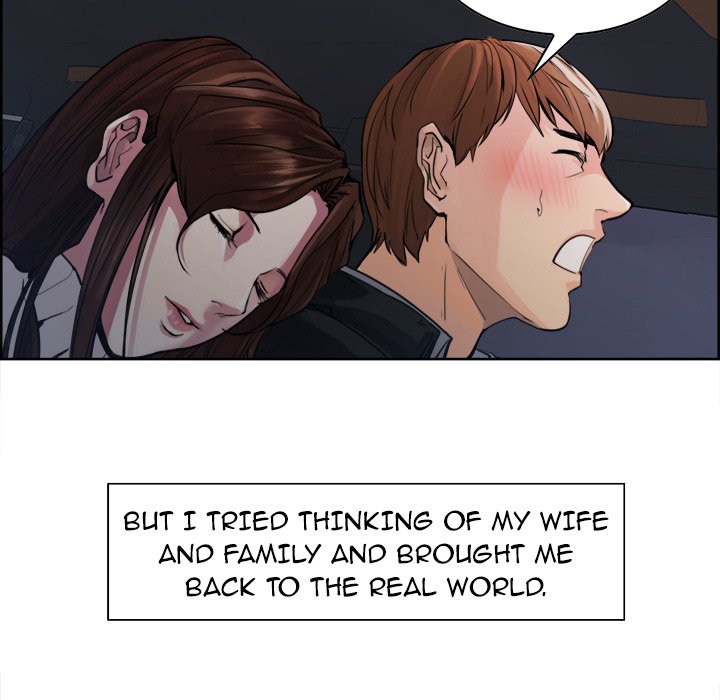 BUT I TRIED THINKING OF MY WIFE
AND FAMILY AND BROUGHT ME
BACK TO THE REAL WORLD.